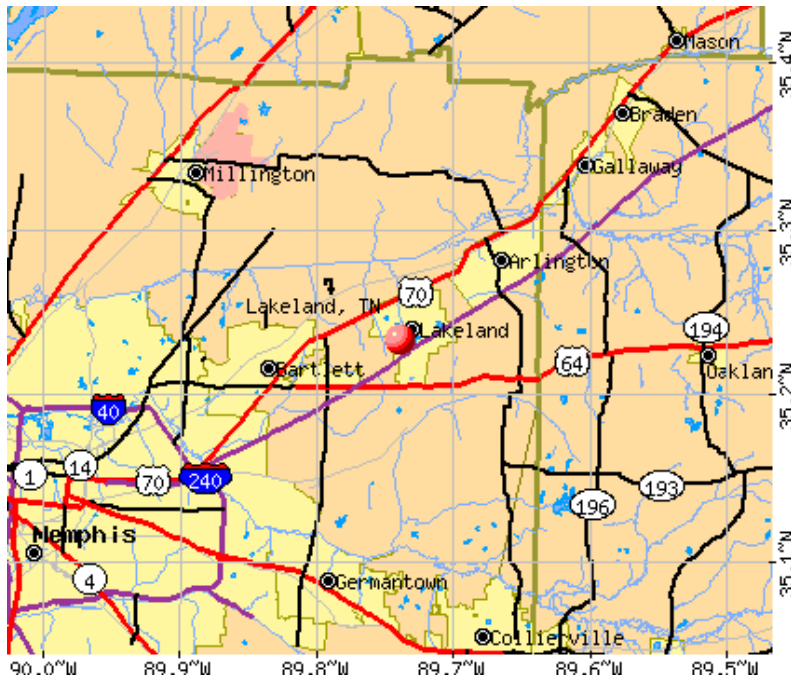 Mason
35.4°N
Braden
Gallaway
Millington
35.3°N
Arlington
70
Lakeland, TN
Lakeland
194
64
Oaklan
Bartlett
35.2°N
40
14
1
70
240
193
196
Memphis
35.1°N
4
Germantown
Collierville
90.0°W 89.9°W 89.8°W 89.7°W 89.6°W 89.5°W